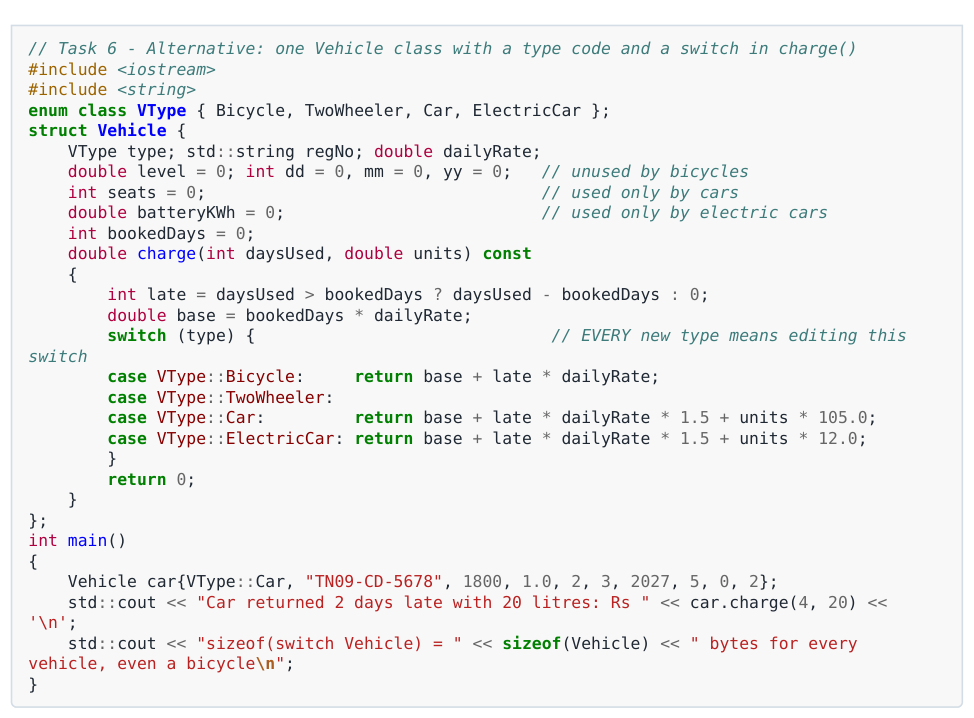 // Task 6 - Alternative: one Vehicle class with a type code and a switch in charge()
#include <iostream>
#include <string>
enum class VType { Bicycle, TwoWheeler, Car, ElectricCar };
struct Vehicle {
    VType type; std::string regNo; double dailyRate;
    double level = 0; int dd = 0, mm = 0, yy = 0;   // unused by bicycles
    int seats = 0;                                  // used only by cars
    double batteryKWh = 0;                          // used only by electric cars
    int bookedDays = 0;
    double charge(int daysUsed, double units) const
    {
        int late = daysUsed > bookedDays ? daysUsed - bookedDays : 0;
        double base = bookedDays * dailyRate;
        switch (type) {                              // EVERY new type means editing this
switch
        case VType::Bicycle:     return base + late * dailyRate;
        case VType::TwoWheeler:
        case VType::Car:         return base + late * dailyRate * 1.5 + units * 105.0;
        case VType::ElectricCar: return base + late * dailyRate * 1.5 + units * 12.0;
        }
        return 0;
    }
};
int main()
{
    Vehicle car{VType::Car, "TN09-CD-5678", 1800, 1.0, 2, 3, 2027, 5, 0, 2};
    std::cout << "Car returned 2 days late with 20 litres: Rs " << car.charge(4, 20) <<
'\n';
    std::cout << "sizeof(switch Vehicle) = " << sizeof(Vehicle) << " bytes for every
vehicle, even a bicycle\n";
}